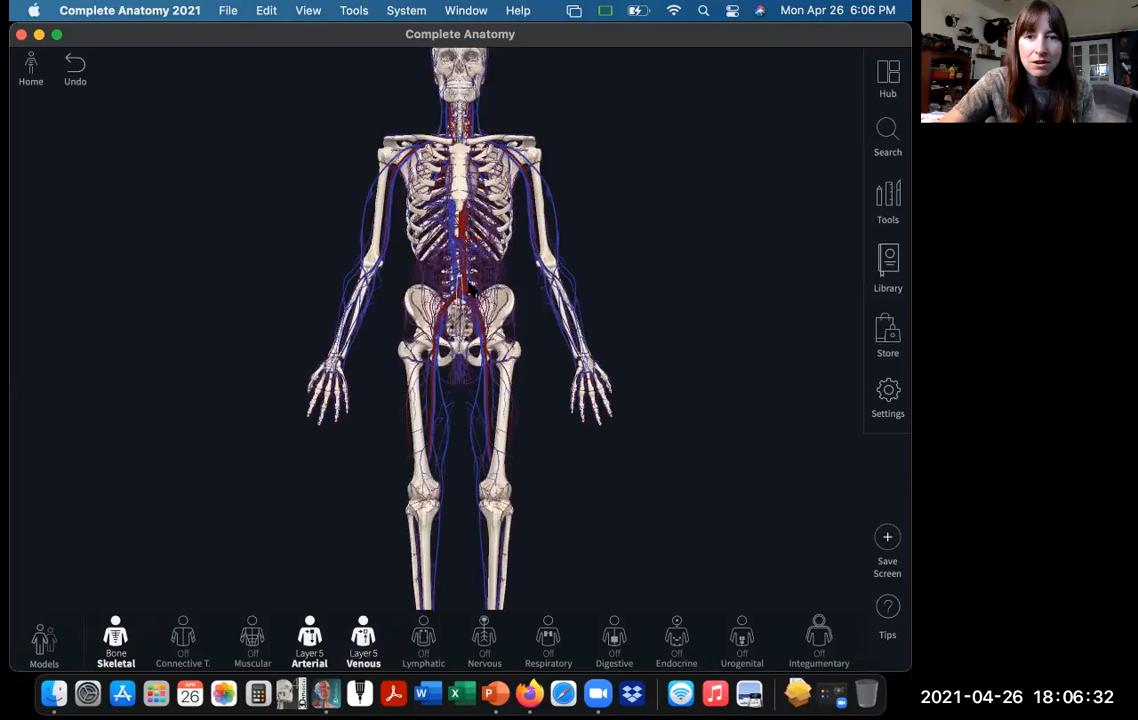 Complete Anatomy 2021 File Edit View Tools System Window Help Mon Apr 26 6:06 PM
Complete Anatomy
Home Undo
Hub
Search
Tools
Library
Store
Settings
Save
Screen
Tips
Models
Bone
Skeletal
Off
Connective T.
Off
Muscular
Layer 5
Arterial
Layer 5
Venous
Off
Lymphatic
Off
Nervous
Off
Respiratory
Off
Digestive
Off
Endocrine
Off
Urogenital
Off
Integumentary
APR
26
2021-04-26 18:06:32